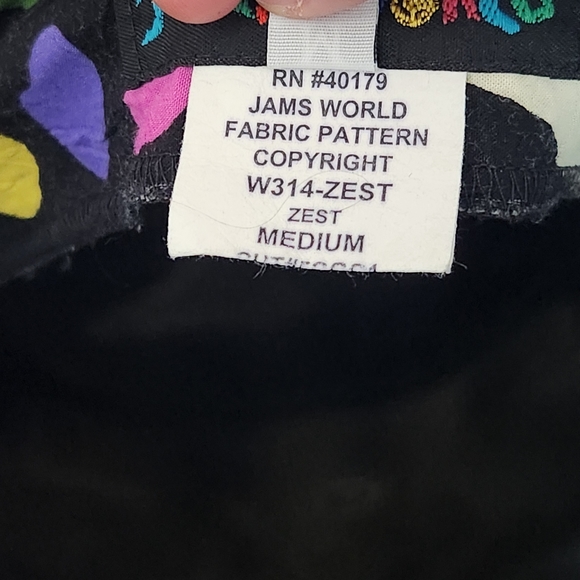 RN #40179
JAMS WORLD
FABRIC PATTERN
COPYRIGHT
W314-ZEST
ZEST
MEDIUM